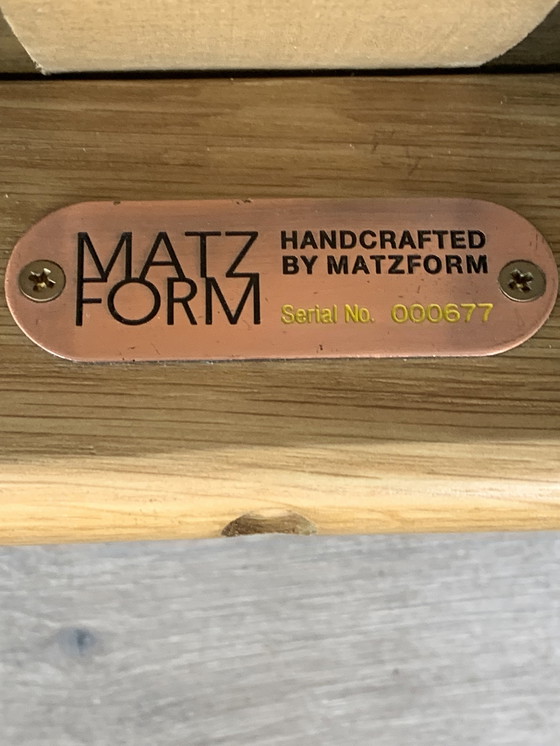 MATZ
FORM
HANDCRAFTED
BY MATZFORM
Serial No. 000677